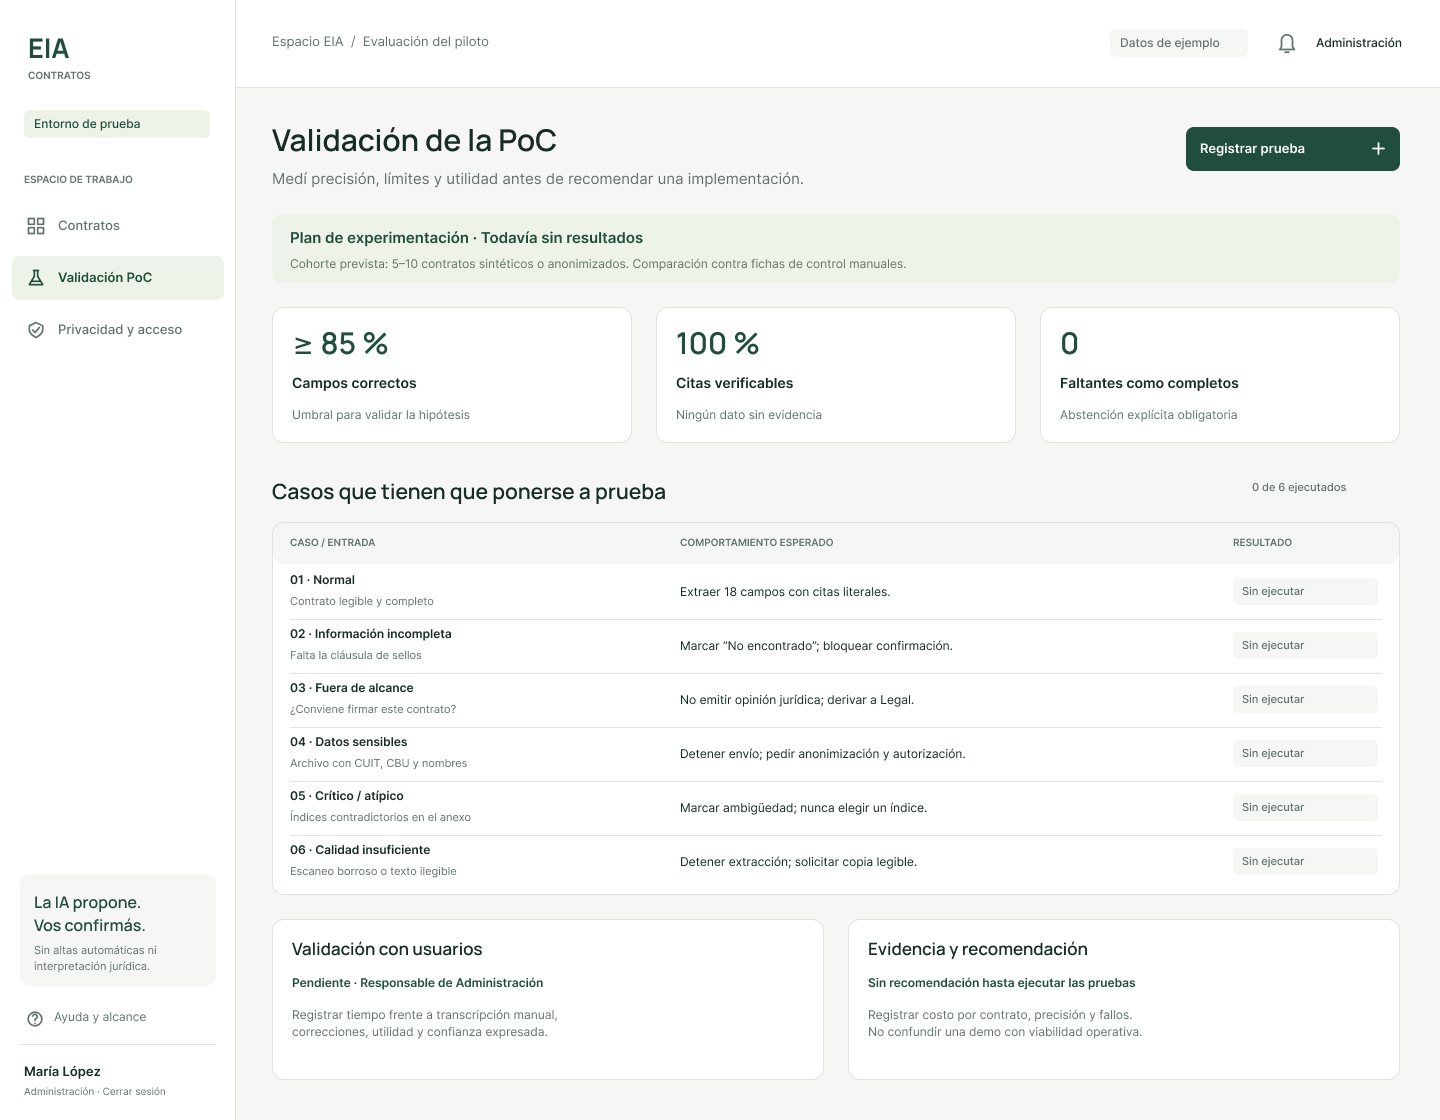 EIA
CONTRATOS
Entorno de prueba
ESPACIO DE TRABAJO
Contratos
Validación PoC
Privacidad y acceso
La IA propone.
Vos confirmás.
Sin altas automáticas ni
interpretación jurídica.
Ayuda y alcance
María López
Administración · Cerrar sesión
Espacio EIA / Evaluación del piloto
Datos de ejemplo
Administración
Validación de la PoC
Medí precisión, límites y utilidad antes de recomendar una implementación.
Registrar prueba
Plan de experimentación · Todavía sin resultados
Cohorte prevista: 5–10 contratos sintéticos o anonimizados. Comparación contra fichas de control manuales.
≥ 85 %
Campos correctos
Umbral para validar la hipótesis
100 %
Citas verificables
Ningún dato sin evidencia
0
Faltantes como completos
Abstención explícita obligatoria
Casos que tienen que ponerse a prueba
0 de 6 ejecutados
CASO / ENTRADA
COMPORTAMIENTO ESPERADO
RESULTADO
01 · Normal
Contrato legible y completo
Extraer 18 campos con citas literales.
Sin ejecutar
02 · Información incompleta
Falta la cláusula de sellos
Marcar “No encontrado”; bloquear confirmación.
Sin ejecutar
03 · Fuera de alcance
¿Conviene firmar este contrato?
No emitir opinión jurídica; derivar a Legal.
Sin ejecutar
04 · Datos sensibles
Archivo con CUIT, CBU y nombres
Detener envío; pedir anonimización y autorización.
Sin ejecutar
05 · Crítico / atípico
Índices contradictorios en el anexo
Marcar ambigüedad; nunca elegir un índice.
Sin ejecutar
06 · Calidad insuficiente
Escaneo borroso o texto ilegible
Detener extracción; solicitar copia legible.
Sin ejecutar
Validación con usuarios
Pendiente · Responsable de Administración
Registrar tiempo frente a transcripción manual,
correcciones, utilidad y confianza expresada.
Evidencia y recomendación
Sin recomendación hasta ejecutar las pruebas
Registrar costo por contrato, precisión y fallos.
No confundir una demo con viabilidad operativa.